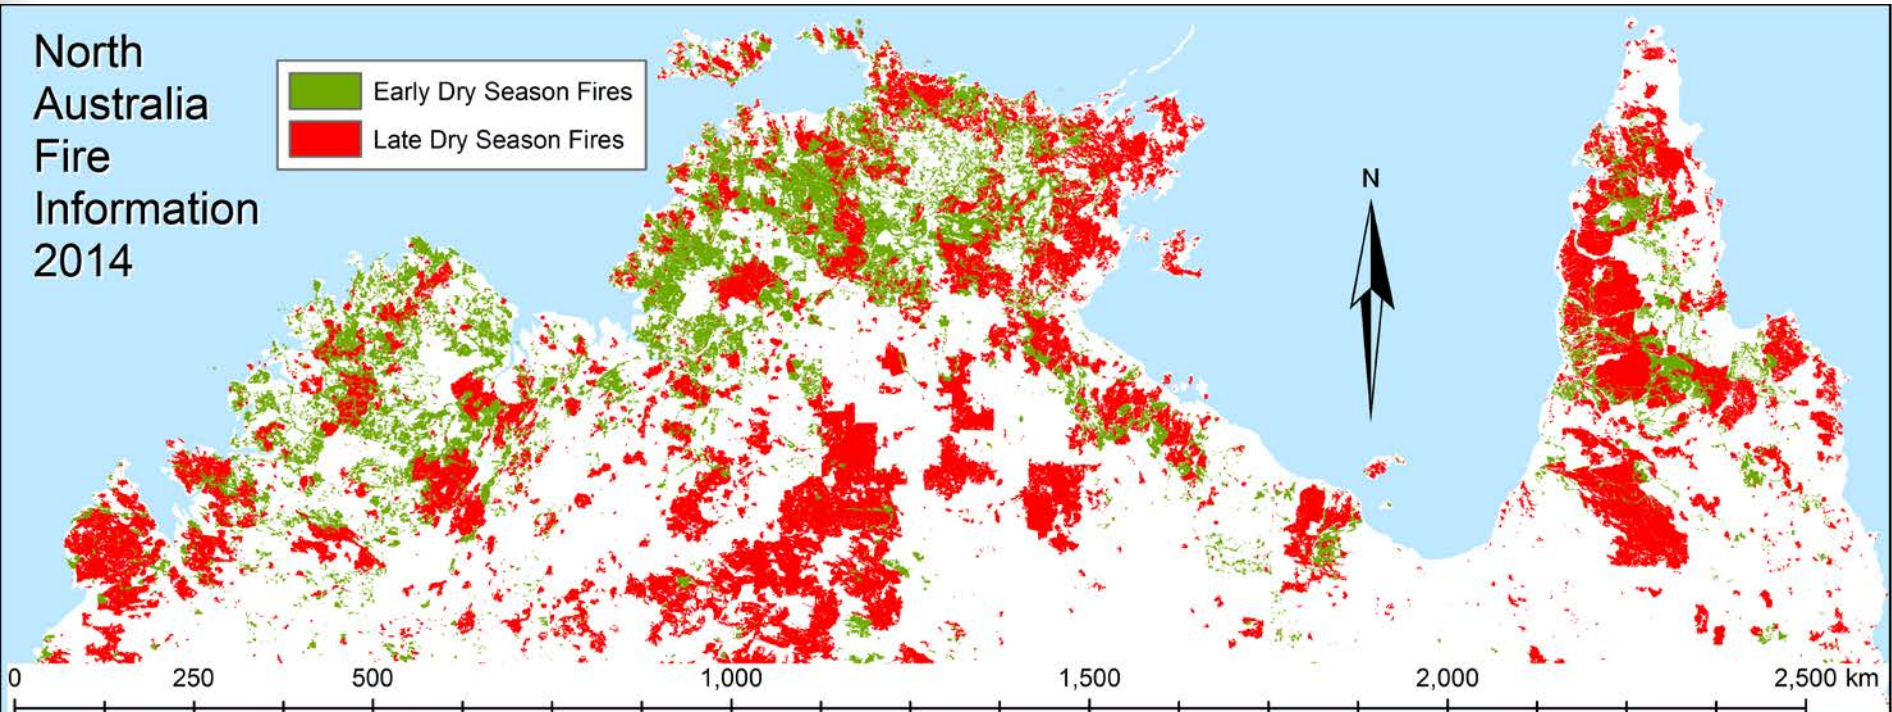 North
Australia
Fire
Information
2014
Early Dry Season Fires
Late Dry Season Fires
N
0 250 500 1,000 1,500 2,000 2,500 km